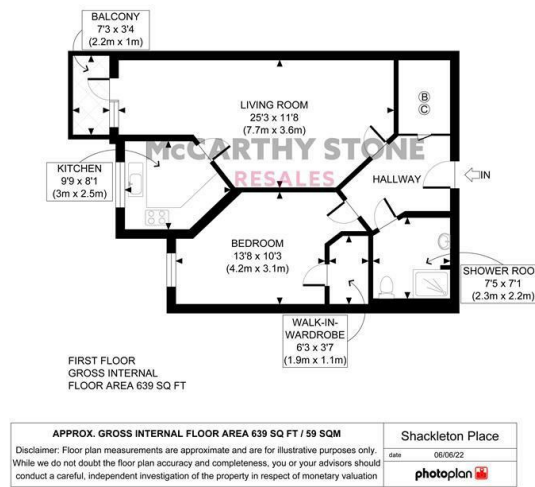 BALCONY
7'3 x 3'4
(2.2m x 1m)
LIVING ROOM
25'3 x 11'8
(7.7m x 3.6m)
B
C
McCARTHY STONE
RESALES
KITCHEN
9'9 x 8'1
(3m x 2.5m)
HALLWAY
IN
BEDROOM
13'8 x 10'3
(4.2m x 3.1m)
SHOWER ROO
7'5 x 7'1
(2.3m x 2.2m)
WALK-IN-
WARDROBE
6'3 x 3'7
(1.9m x 1.1m)
FIRST FLOOR
GROSS INTERNAL
FLOOR AREA 639 SQ FT
APPROX. GROSS INTERNAL FLOOR AREA 639 SQ FT / 59 SQM
Disclaimer: Floor plan measurements are approximate and are for illustrative purposes only.
While we do not doubt the floor plan accuracy and completeness, you or your advisors should
conduct a careful, independent investigation of the property in respect of monetary valuation
Shackleton Place
date 06/06/22
photoplan